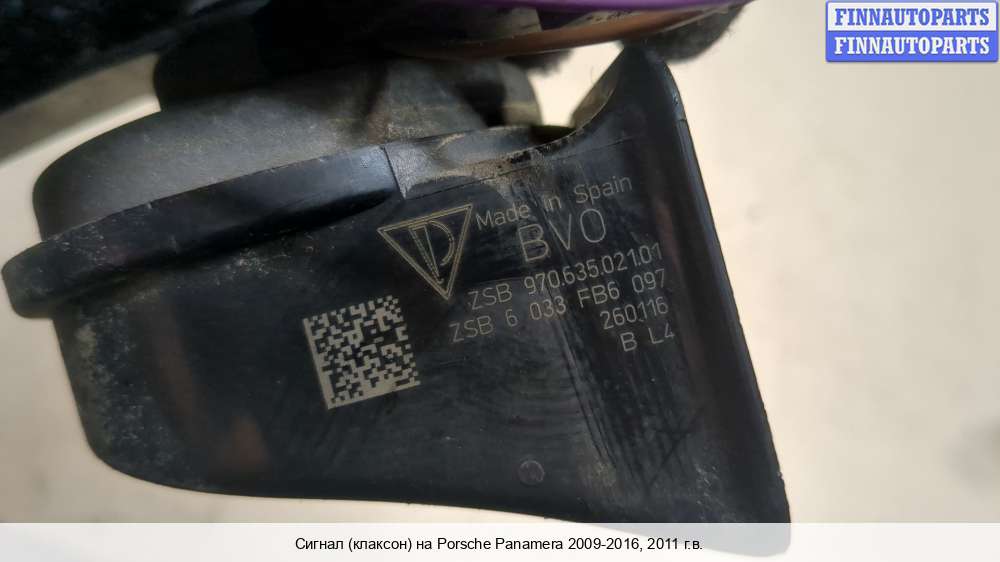 FINNAUTOPARTS
FINNAUTOPARTS
Made in Spain
BVO
ZSB 970.635.021.01
ZSB 6 033 FB6 097
260116
B L4
Сигнал (клаксон) на Porsche Panamera 2009-2016, 2011 г.в.